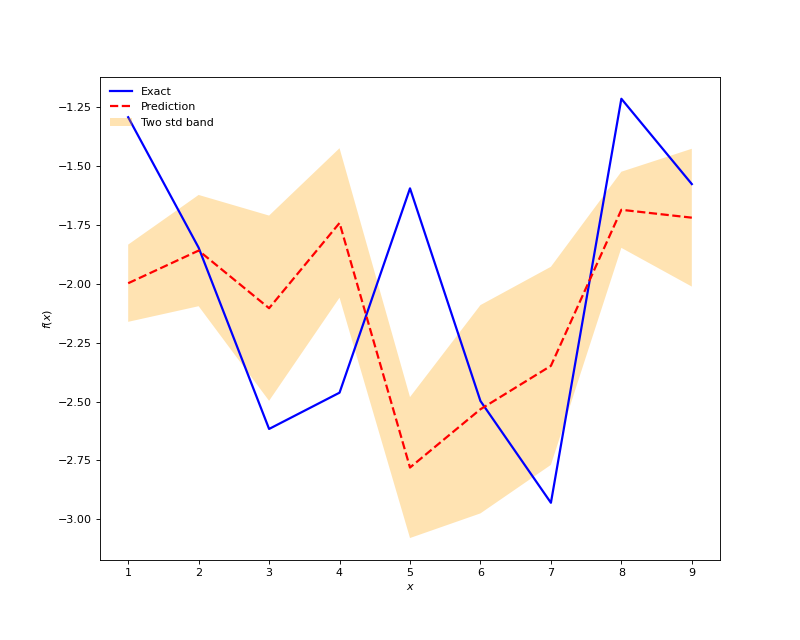 Exact
Prediction
Two std band
−1.25
−1.50
−1.75
−2.00
−2.25
−2.50
−2.75
−3.00
f(x)
1 2 3 4 5 6 7 8 9
x